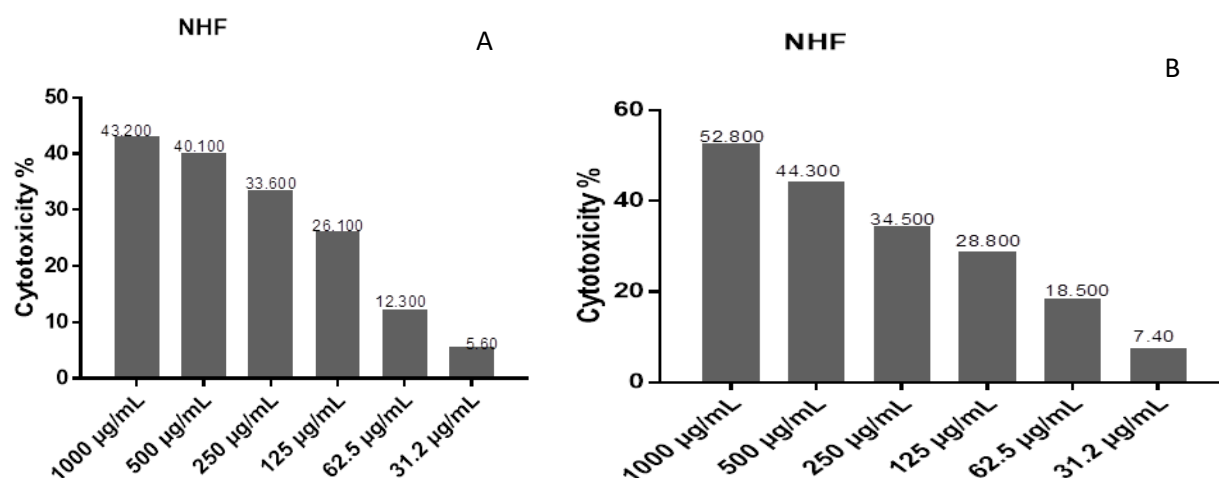 NHF
A
Cytotoxicity %
50
40
30
20
10
0
43.200
40.100
33.600
26.100
12.300
5.60
1000 µg/mL
500 µg/mL
250 µg/mL
125 µg/mL
62.5 µg/mL
31.2 µg/mL
NHF
B
Cytotoxicity %
60
40
20
0
52.800
44.300
34.500
28.800
18.500
7.40
1000 µg/mL
500 µg/mL
250 µg/mL
125 µg/mL
62.5 µg/mL
31.2 µg/mL